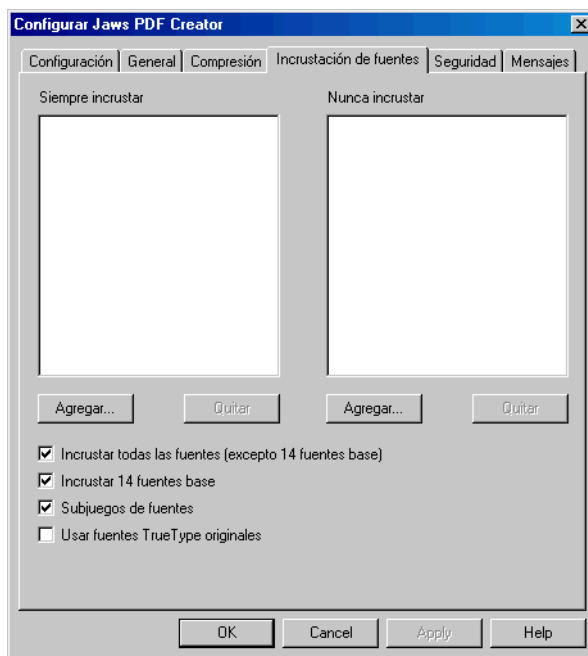 Configurar Jaws PDF Creator
Configuración General Compresión Incrustación de fuentes Seguridad Mensajes
Siempre incrustar Nunca incrustar
Agregar... Quitar Agregar... Quitar
Incrustar todas las fuentes (excepto 14 fuentes base)
Incrustar 14 fuentes base
Subjuegos de fuentes
Usar fuentes TrueType originales
OK Cancel Apply Help